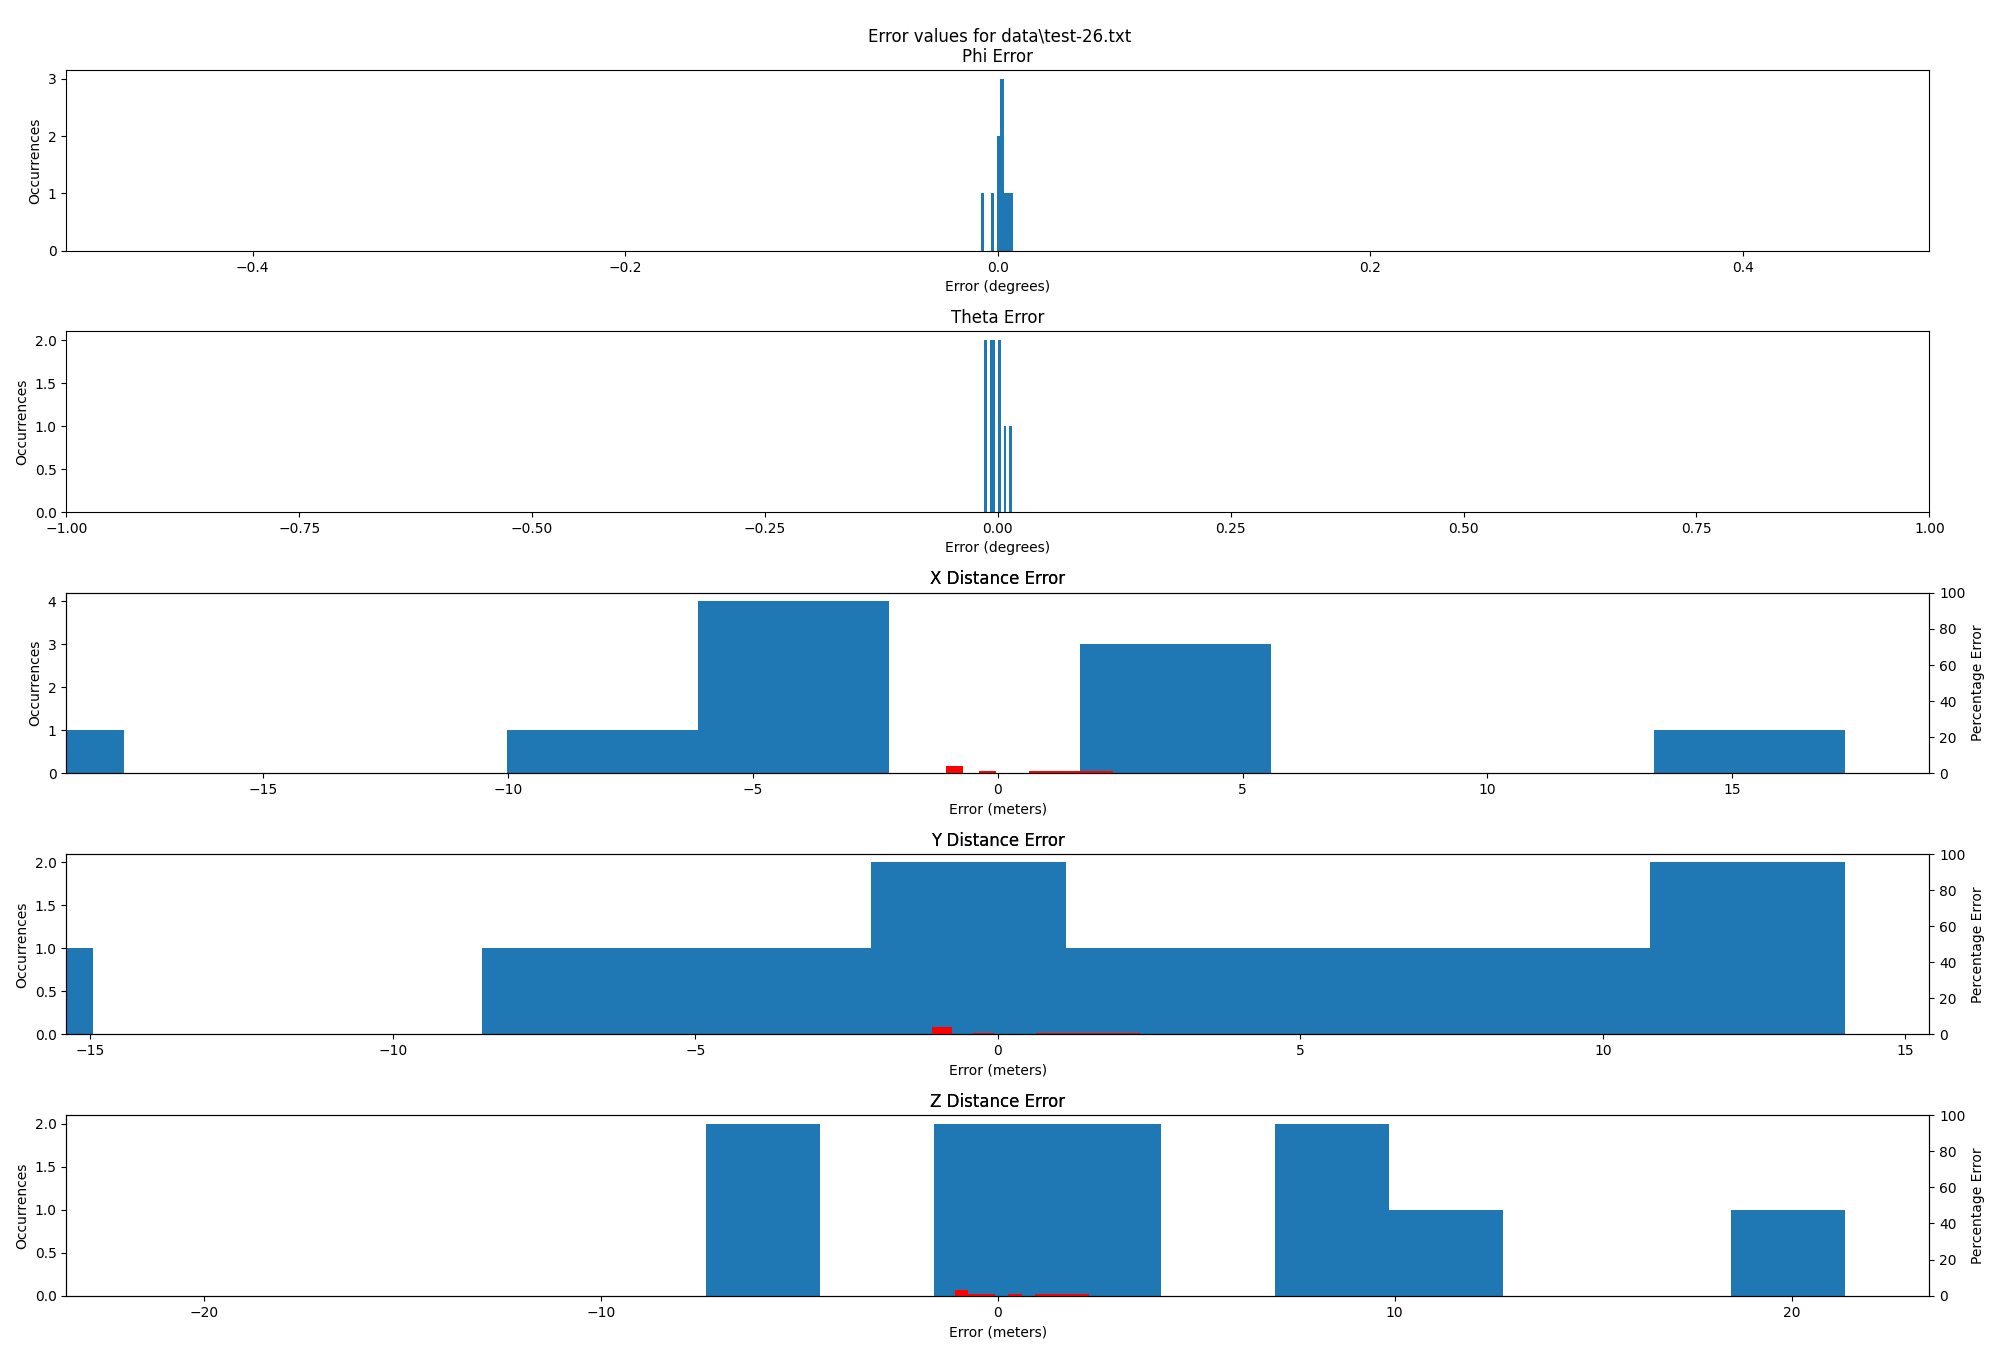 Error values for data\test-26.txt
Phi Error
3
2
1
0
Occurrences
−0.4 −0.2 0.0 0.2 0.4
Error (degrees)
Theta Error
2.0
1.5
1.0
0.5
0.0
Occurrences
−1.00 −0.75 −0.50 −0.25 0.00 0.25 0.50 0.75 1.00
Error (degrees)
X Distance Error
4
3
2
1
0
Occurrences
100
80
60
40
20
0
Percentage Error
−15 −10 −5 0 5 10 15
Error (meters)
Y Distance Error
2.0
1.5
1.0
0.5
0.0
Occurrences
100
80
60
40
20
0
Percentage Error
−15 −10 −5 0 5 10 15
Error (meters)
Z Distance Error
2.0
1.5
1.0
0.5
0.0
Occurrences
100
80
60
40
20
0
Percentage Error
−20 −10 0 10 20
Error (meters)